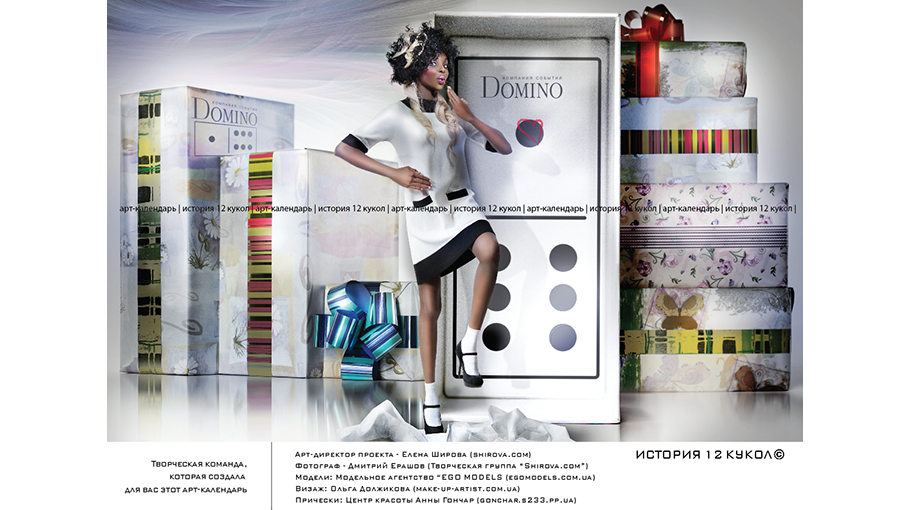 КОМПАНИЯ СОБЫТИЙ
DOMINO
КОМПАНИЯ СОБЫТИЙ
DOMINO
арт-календарь | история 12 кукол | арт-календарь | история 12 кукол | арт-календарь | история 12 кукол | арт-календарь | история 12 кукол | арт-календарь | история 12 кукол |
Творческая команда,
которая создала
для вас этот арт-календарь
Арт-директор проекта - Елена Широва (shirova.com)
Фотограф - Дмитрий Ерашов (Творческая группа "Shirova.com")
Модели: Модельное агентство "EGO MODELS (egomodels.com.ua)
Визаж: Ольга Должикова (make-up-artist.com.ua)
Прически: Центр красоты Анны Гончар (gonchar.s233.pp.ua)
ИСТОРИЯ 12 КУКОЛ©